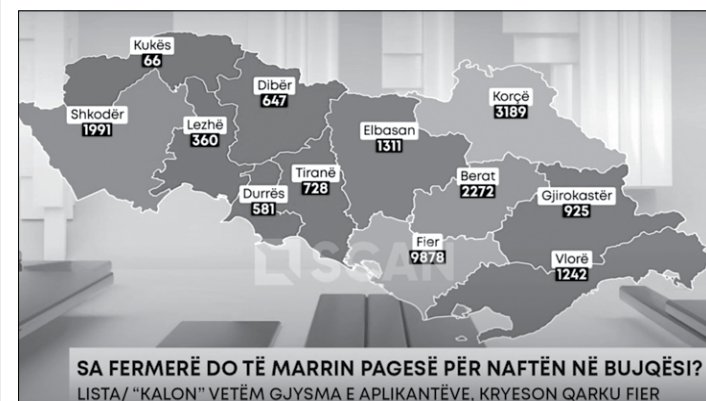 Kukës
66
Dibër
647
Korçë
3189
Shkodër
1991
Lezhë
360
Elbasan
1311
Tiranë
728
Berat
2272
Durrës
581
Gjirokastër
925
Fier
9878
Vlorë
1242
SCAN
SA FERMERË DO TË MARRIN PAGESË PËR NAFTËN NË BUJQËSI?
LISTA/ “KALON” VETËM GJYSMA E APLIKANTËVE, KRYESON QARKU FIER